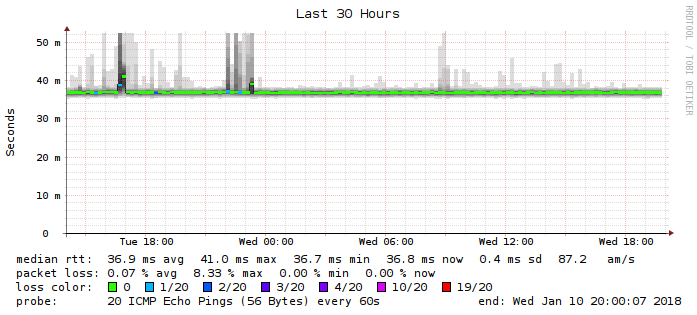 Last 30 Hours
RRDTOOL / TOBI OETIKER
Seconds
50 m
40 m
30 m
20 m
10 m
0
Tue 18:00 Wed 00:00 Wed 06:00 Wed 12:00 Wed 18:00
median rtt: 36.9 ms avg 41.0 ms max 36.7 ms min 36.8 ms now 0.4 ms sd 87.2 am/s
packet loss: 0.07 % avg 8.33 % max 0.00 % min 0.00 % now
loss color: 0 1/20 2/20 3/20 4/20 10/20 19/20
probe: 20 ICMP Echo Pings (56 Bytes) every 60s end: Wed Jan 10 20:00:07 2018